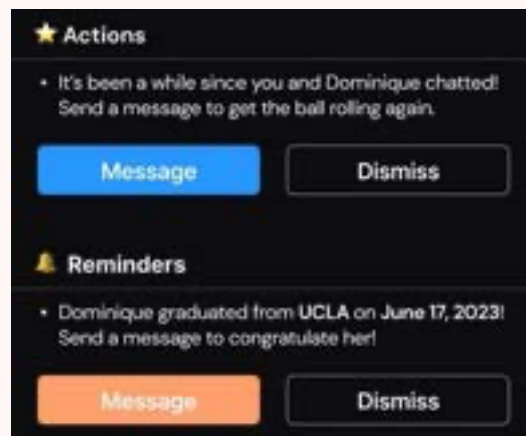 Actions
• It's been a while since you and Dominique chatted!
Send a message to get the ball rolling again.
Message Dismiss
Reminders
• Dominique graduated from UCLA on June 17, 2023!
Send a message to congratulate her!
Message Dismiss